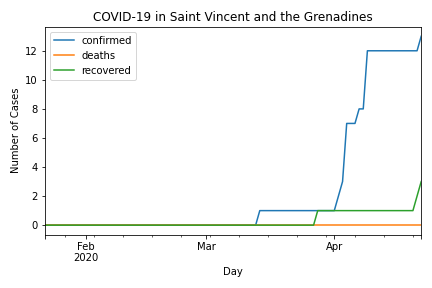 COVID-19 in Saint Vincent and the Grenadines
confirmed
deaths
recovered
Number of Cases
12
10
8
6
4
2
0
Feb
2020
Mar
Apr
Day